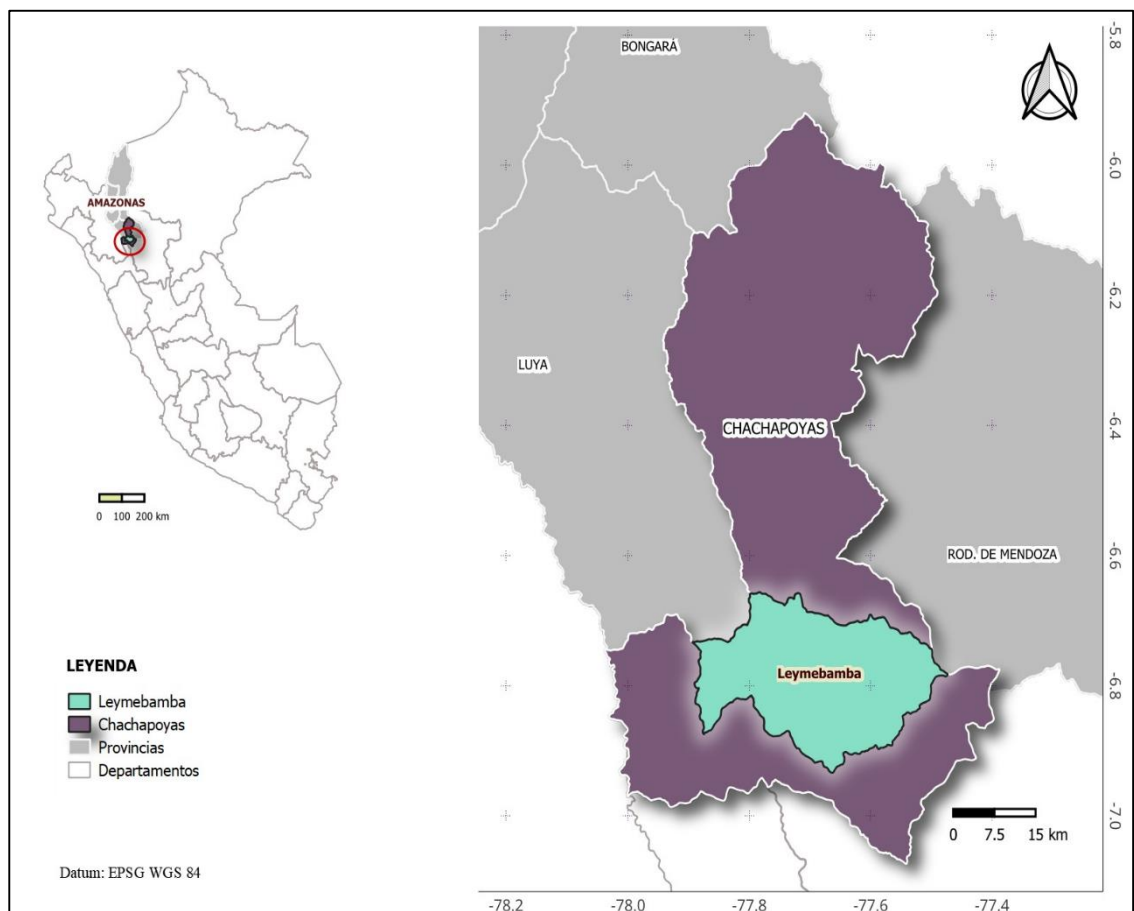 AMAZONAS
0 100 200 km
LEYENDA
Leymebamba
Chachapoyas
Provincias
Departamentos
Datum: EPSG WGS 84
BONGARÁ
LUYA
CHACHAPOYAS
ROD. DE MENDOZA
Leymebamba
0 7.5 15 km
-5.8
-6.0
-6.2
-6.4
-6.6
-6.8
-7.0
-78.2 -78.0 -77.8 -77.6 -77.4